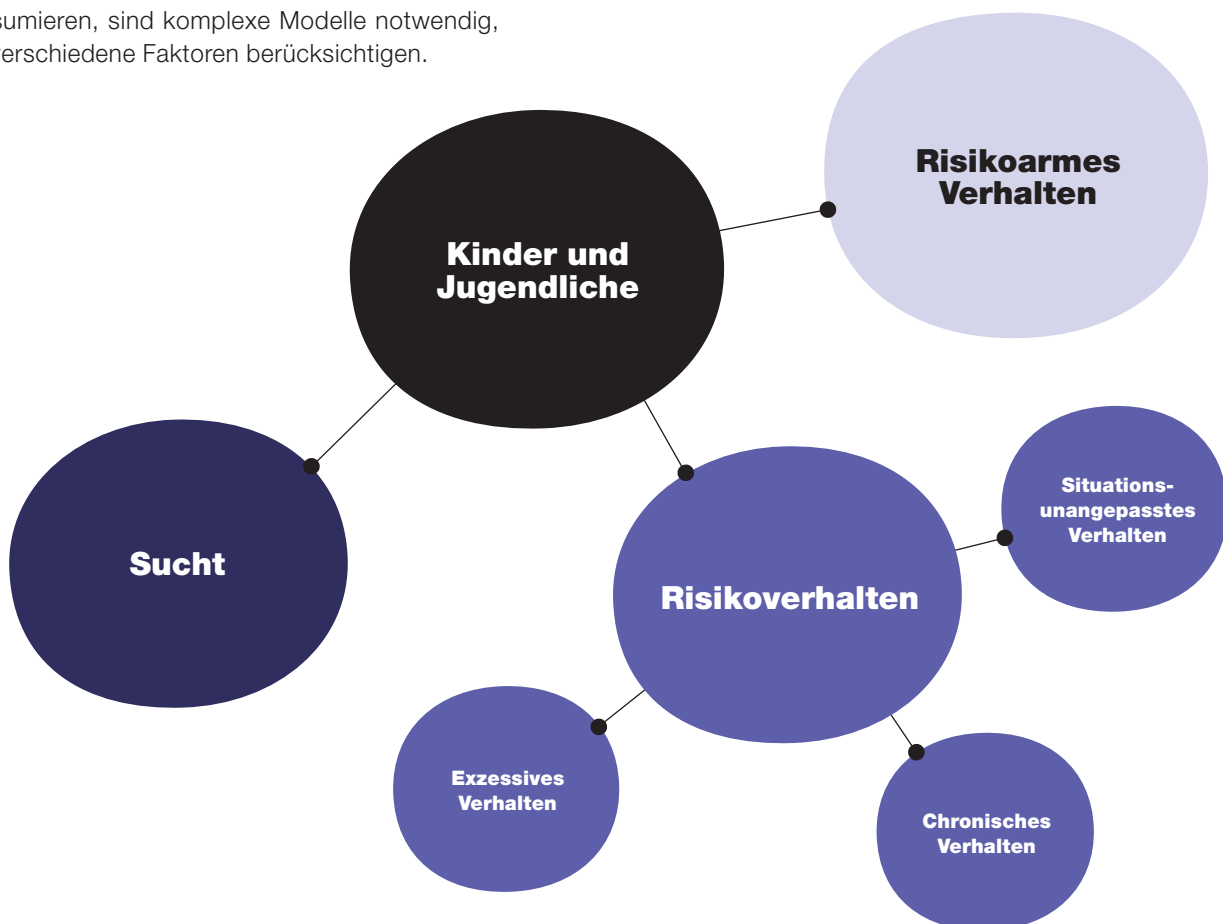 sumieren, sind komplexe Modelle notwendig,
verschiedene Faktoren berücksichtigen.
Risikoarmes
Verhalten
Kinder und
Jugendliche
Situations-
unangepasstes
Verhalten
Sucht
Risikoverhalten
Exzessives
Verhalten
Chronisches
Verhalten